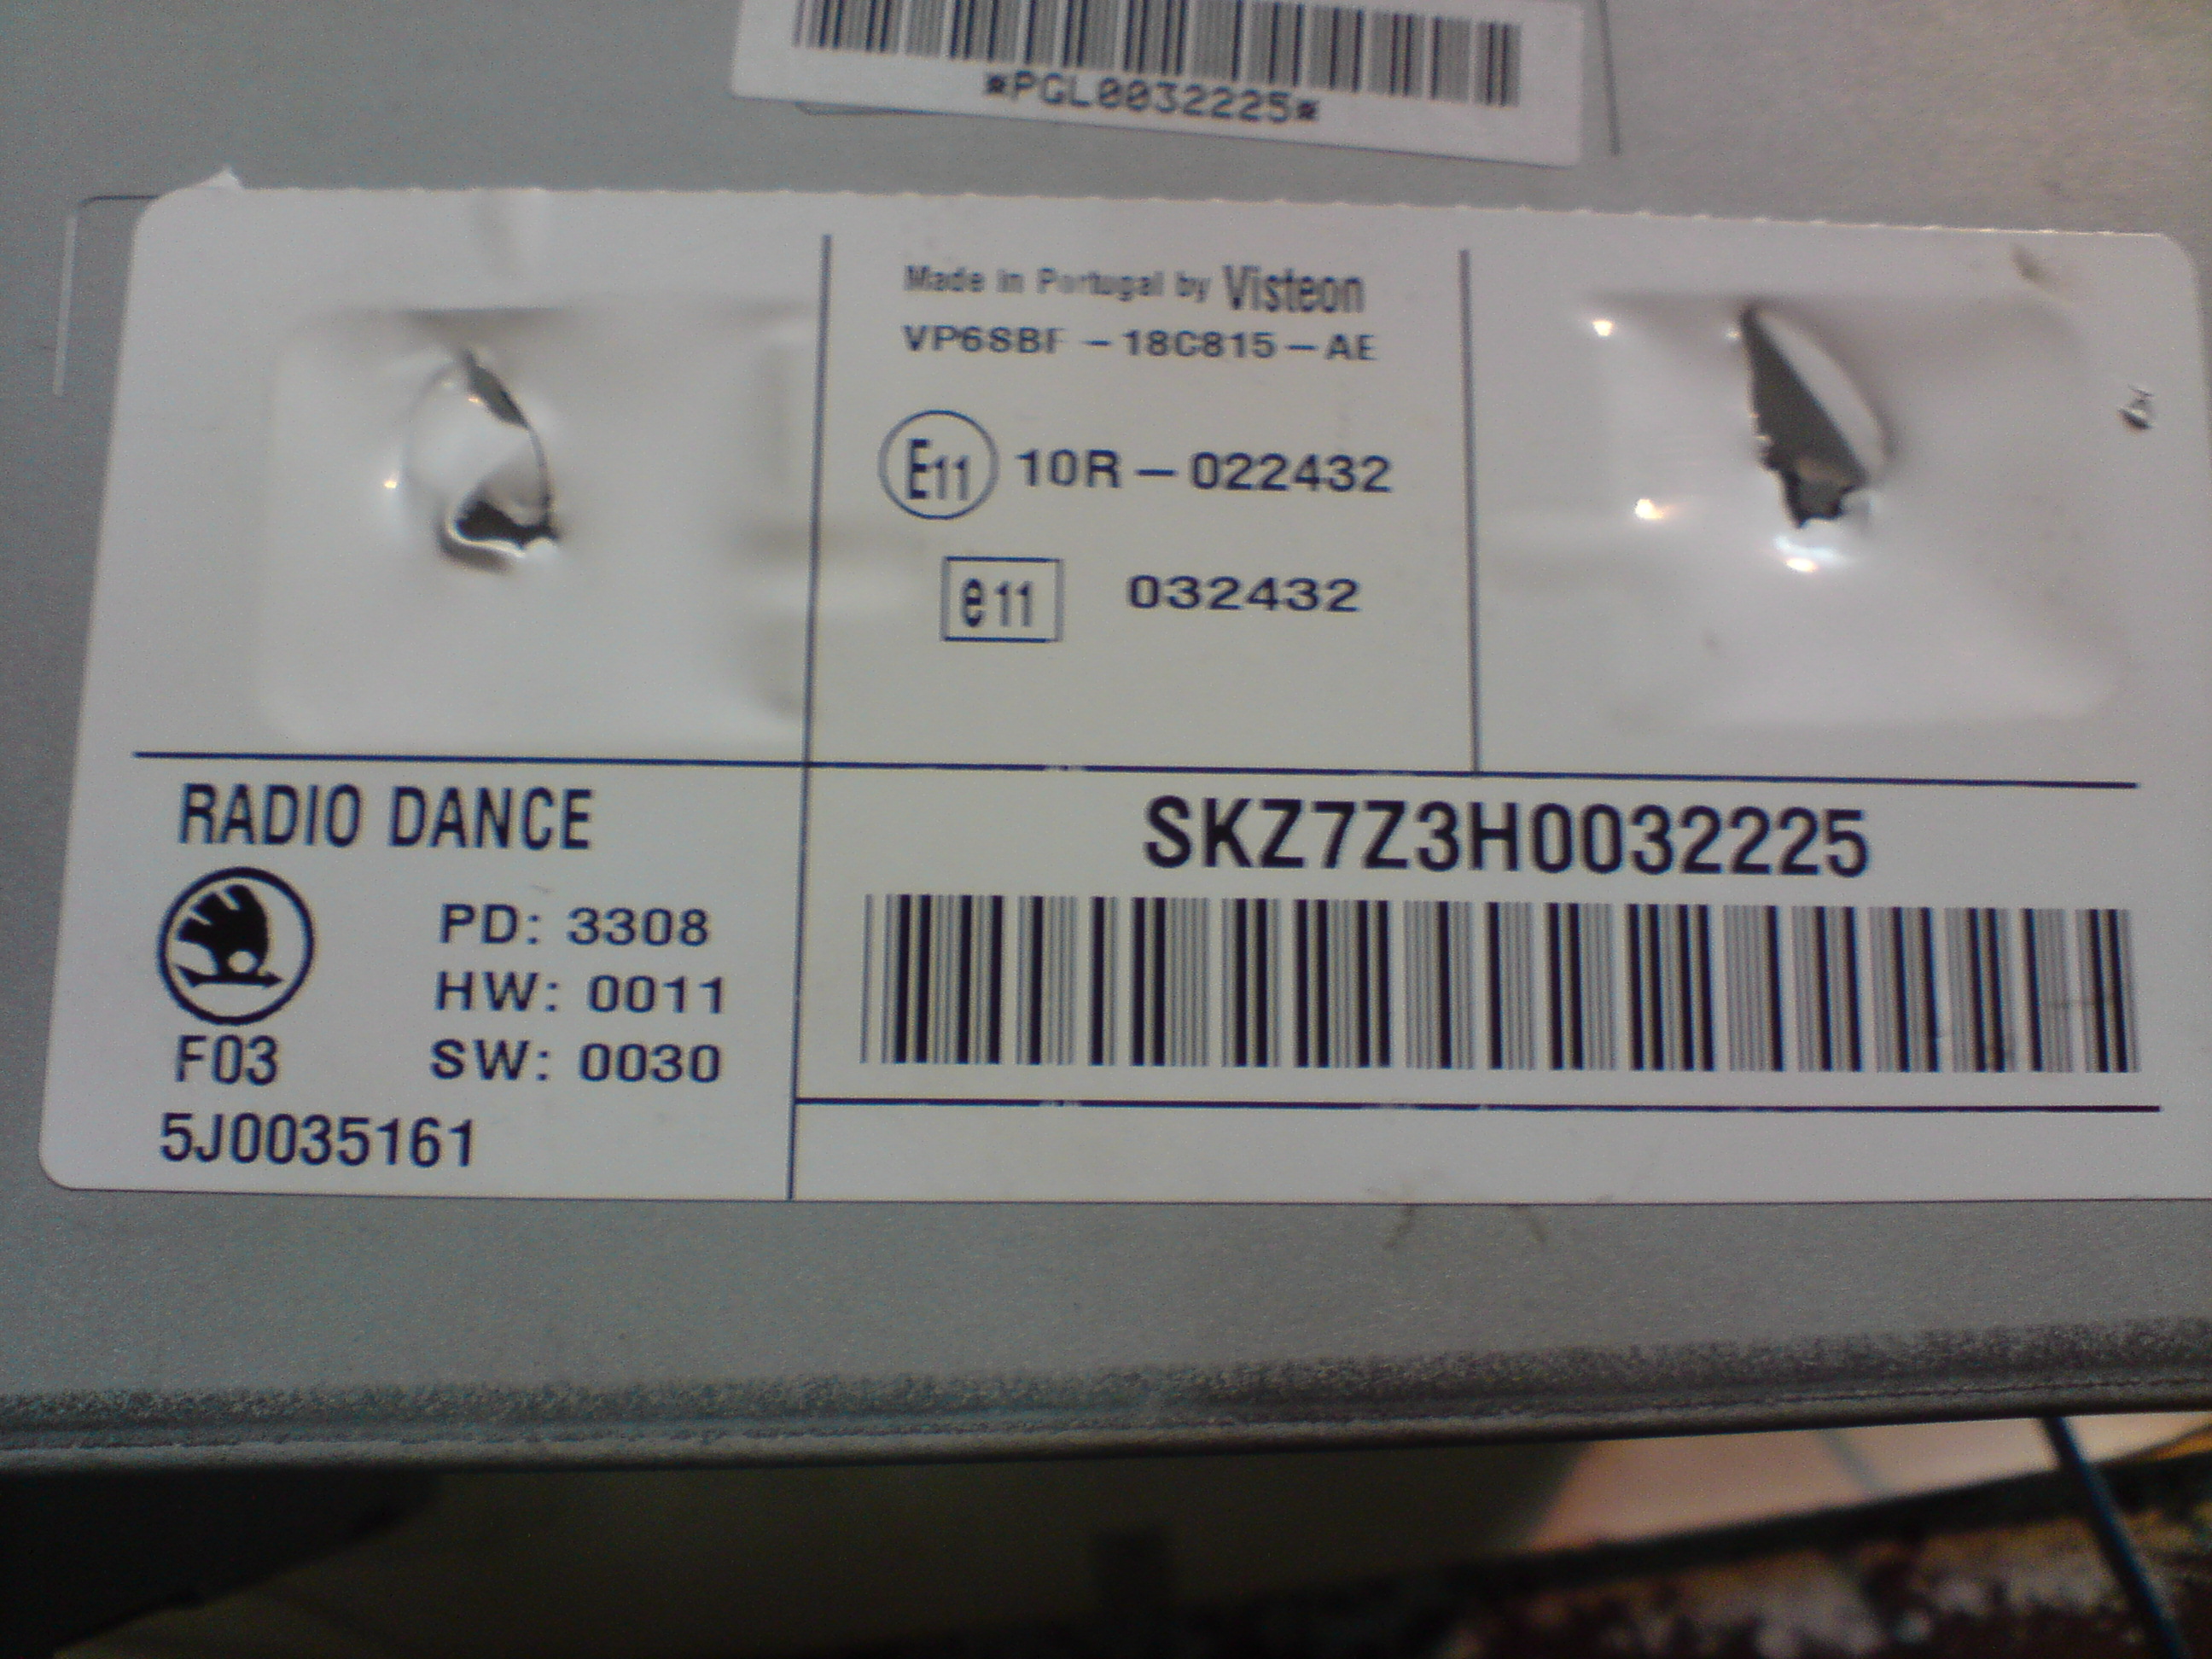 *PGL0032225*
Made in Portugal by Visteon
VP6SBF - 18C815 - AE
E11 10R - 022432
e11 032432
RADIO DANCE
SKZ7Z3H0032225
PD: 3308
HW: 0011
F03 SW: 0030
5J0035161